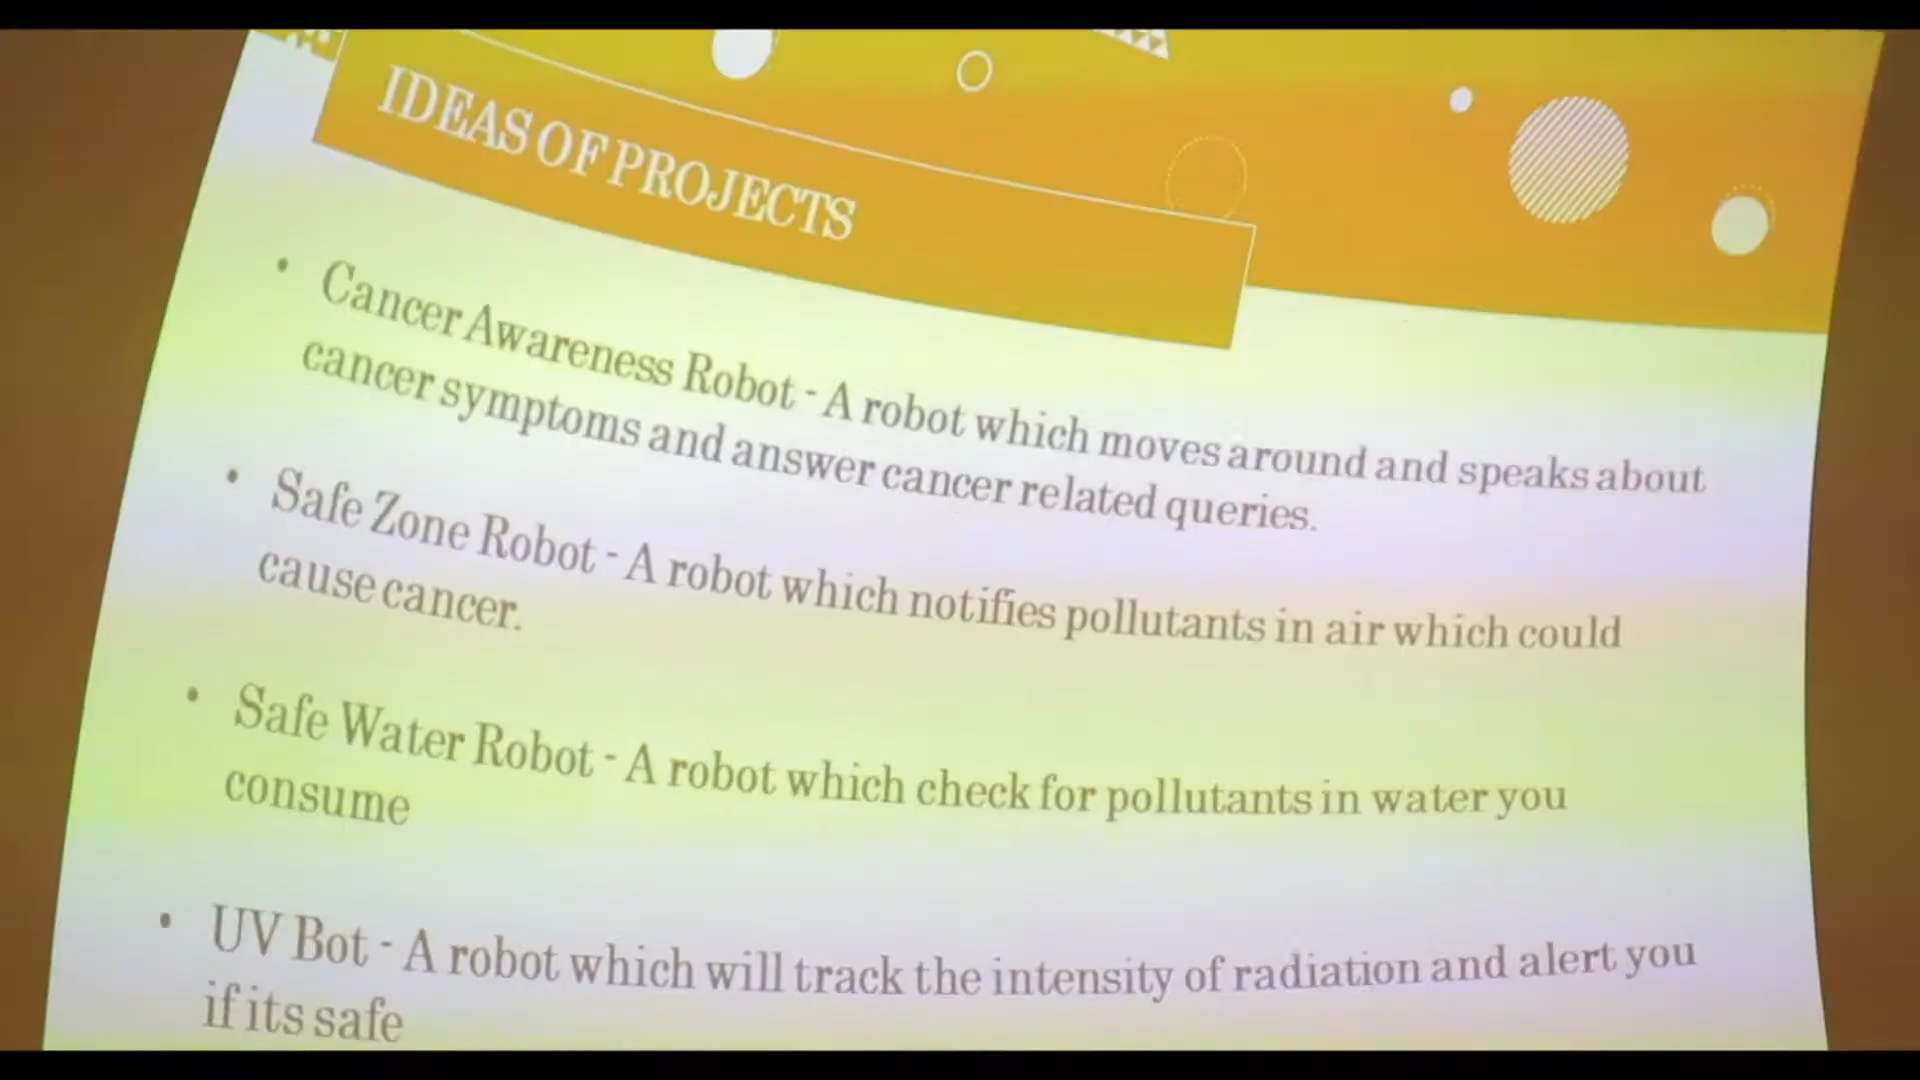 IDEAS OF PROJECTS
• Cancer Awareness Robot - A robot which moves around and speaks about
cancer symptoms and answer cancer related queries.
• Safe Zone Robot - A robot which notifies pollutants in air which could
cause cancer.
• Safe Water Robot - A robot which check for pollutants in water you
consume
• UV Bot - A robot which will track the intensity of radiation and alert you
if its safe